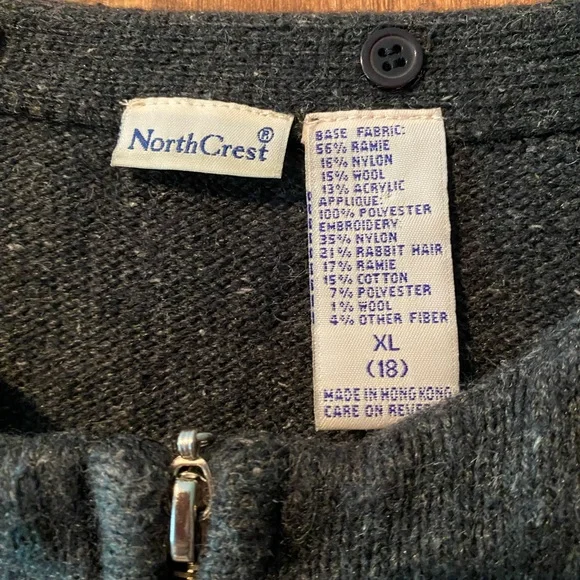 NorthCrest®
BASE FABRIC:
56% RAMIE
16% NYLON
15% WOOL
13% ACRYLIC
APPLIQUE:
100% POLYESTER
EMBROIDERY
35% NYLON
21% RABBIT HAIR
17% RAMIE
15% COTTON
7% POLYESTER
1% WOOL
4% OTHER FIBER
XL
(18)
MADE IN HONG KONG
CARE ON REVER